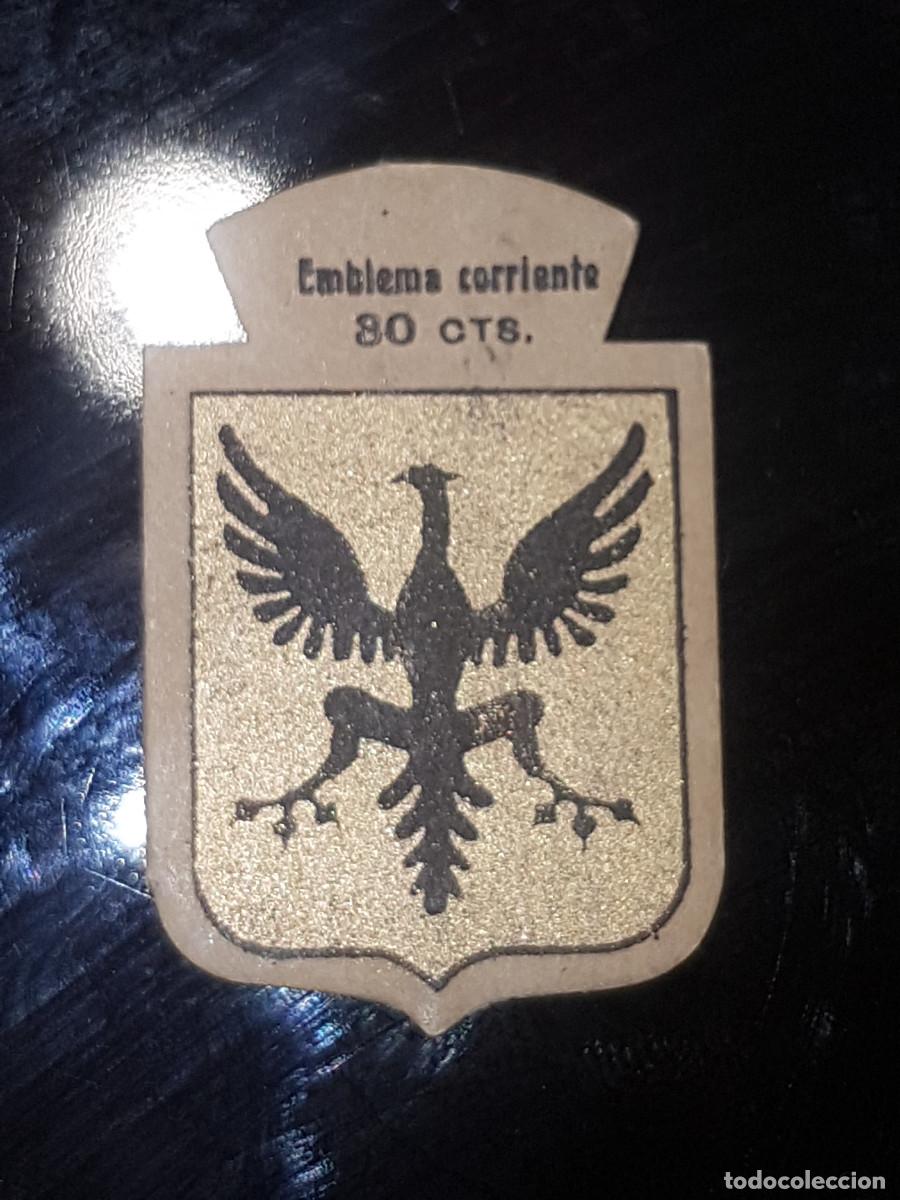 Emblema corriente
30 CTS.
todocoleccion